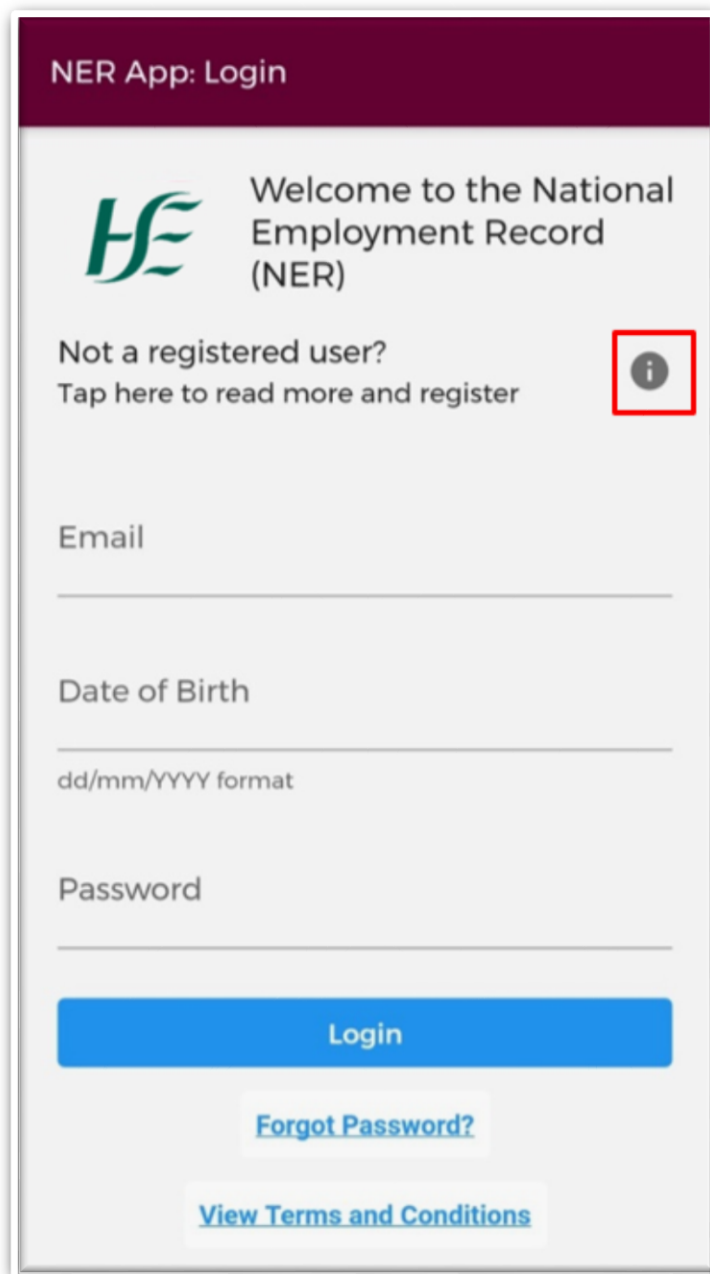 NER App: Login
HSE
Welcome to the National
Employment Record
(NER)
Not a registered user?
Tap here to read more and register
i
Email
Date of Birth
dd/mm/YYYY format
Password
Login
Forgot Password?
View Terms and Conditions